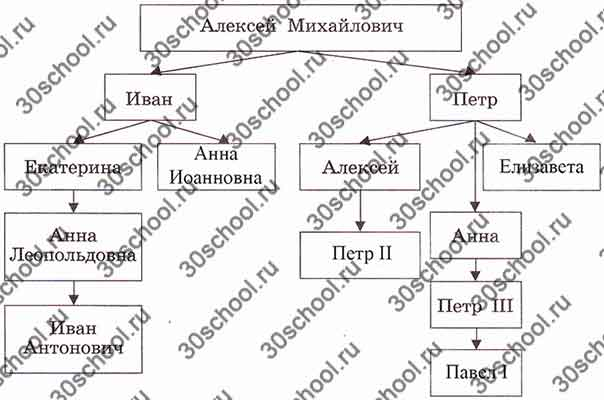 Алексей Михайлович
Иван
Петр
Екатерина
Анна
Иоанновна
Алексей
Елизавета
Анна
Леопольдовна
Петр II
Анна
Иван
Антонович
Петр III
Павел I
30school.ru